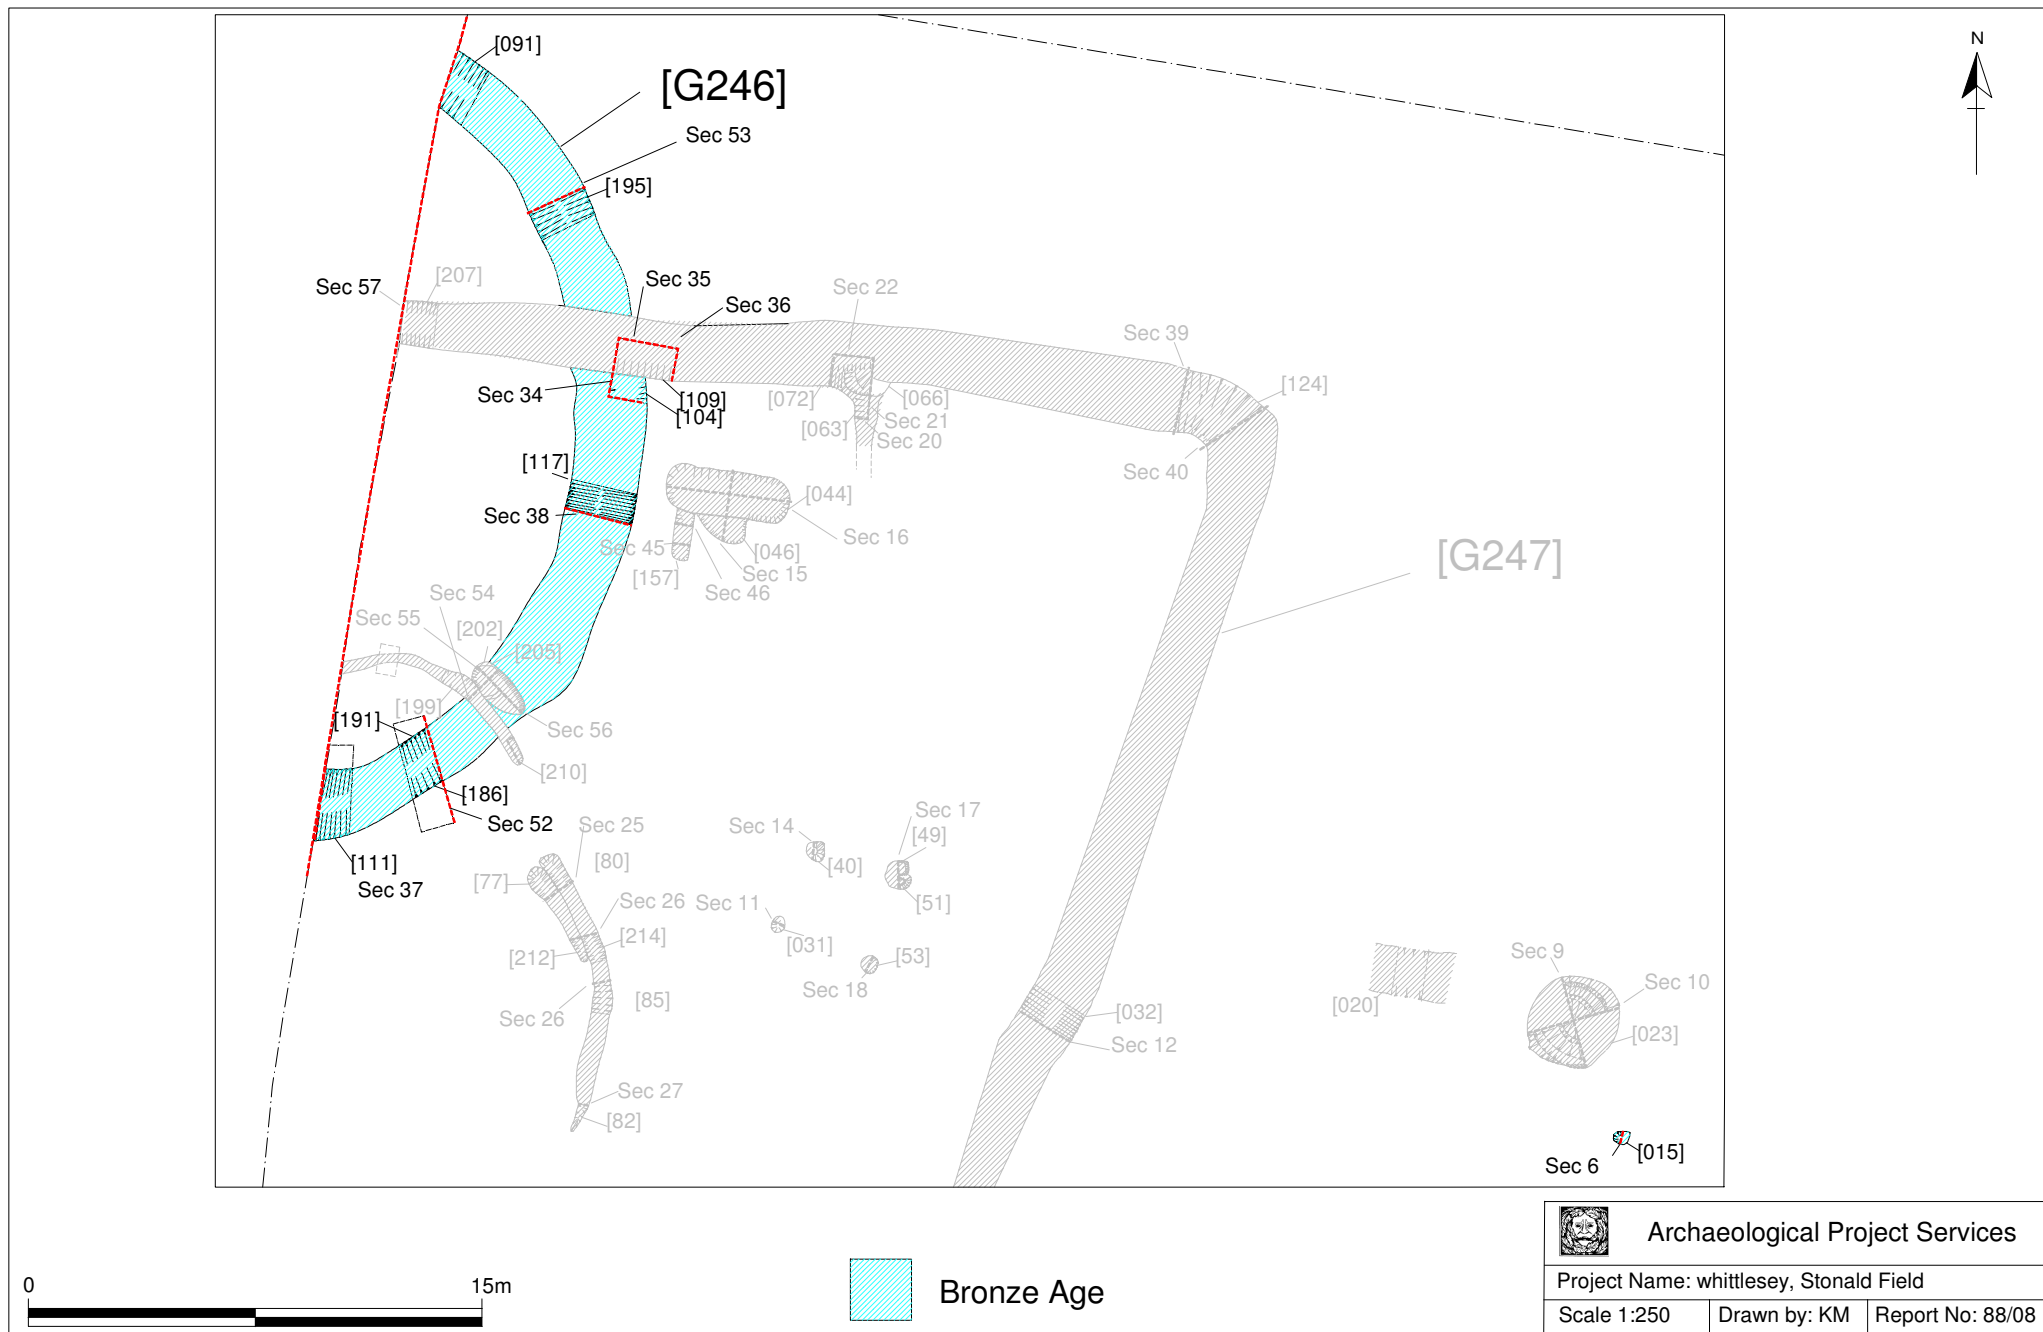 [091]
N
[G246]
Sec 53
[195]
Sec 57
[207]
Sec 35
Sec 22
Sec 36
Sec 39
Sec 34
[109]
[104]
[072]
[066]
[124]
[063]
Sec 21
Sec 20
[117]
Sec 40
[044]
Sec 38
Sec 16
Sec 45
[046]
[G247]
[157]
Sec 15
Sec 46
Sec 54
Sec 55
[202]
[205]
[199]
[191]
Sec 56
[210]
[186]
Sec 52
Sec 25
Sec 14
Sec 17
[49]
[111]
[80]
[40]
Sec 37
[77]
Sec 26
Sec 11
[51]
[214]
[031]
[212]
[53]
Sec 9
Sec 18
Sec 10
[85]
[020]
Sec 26
[032]
[023]
Sec 12
Sec 27
[82]
[015]
Sec 6
Archaeological Project Services
0 15m
Bronze Age
Project Name: whittlesey, Stonald Field
Scale 1:250 Drawn by: KM Report No: 88/08